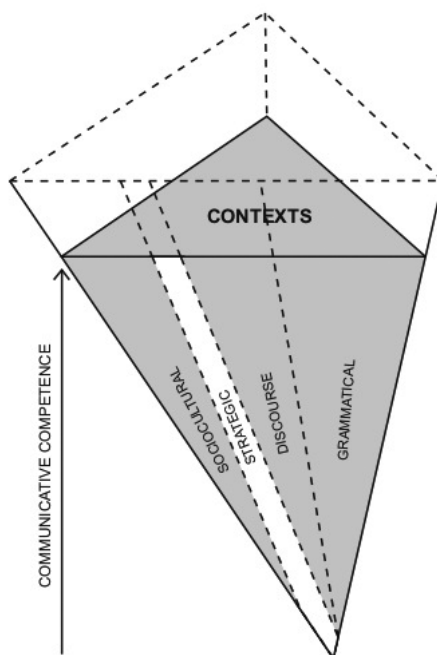 CONTEXTS
SOCIOCULTURAL
STRATEGIC
DISCOURSE
GRAMMATICAL
COMMUNICATIVE COMPETENCE